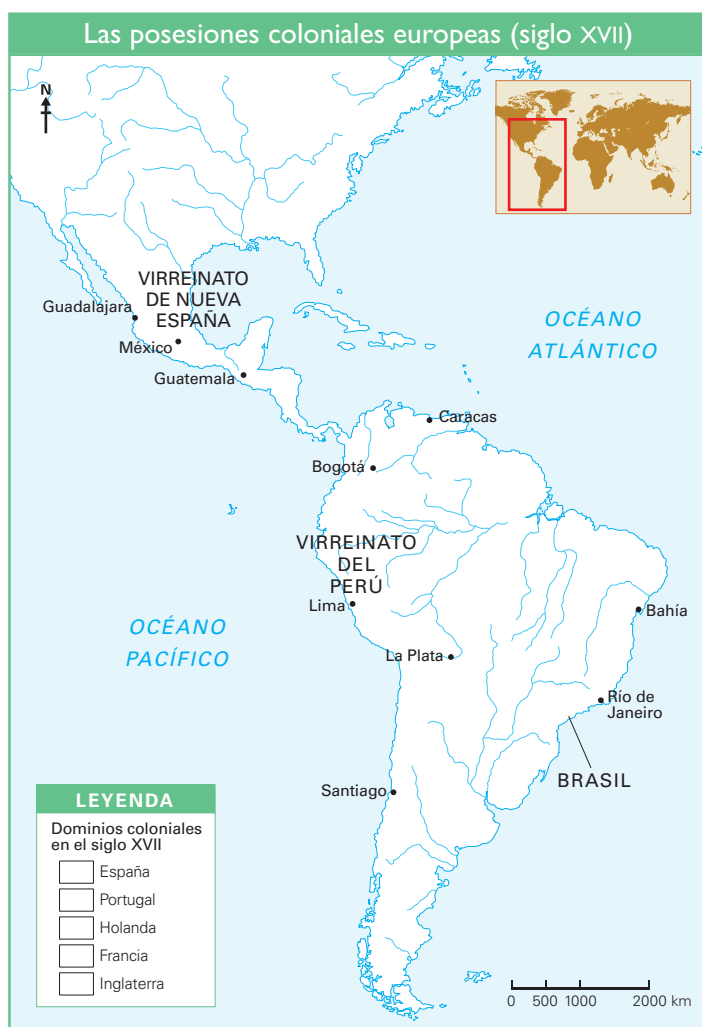 Las posesiones coloniales europeas (siglo XVII)
N
VIRREINATO
DE NUEVA
ESPAÑA
Guadalajara
México
Guatemala
OCÉANO
ATLÁNTICO
Caracas
Bogotá
VIRREINATO
DEL
PERÚ
Lima
Bahía
OCÉANO
PACÍFICO
La Plata
Río de
Janeiro
BRASIL
Santiago
LEYENDA
Dominios coloniales
en el siglo XVII
España
Portugal
Holanda
Francia
Inglaterra
0 500 1000 2000 km